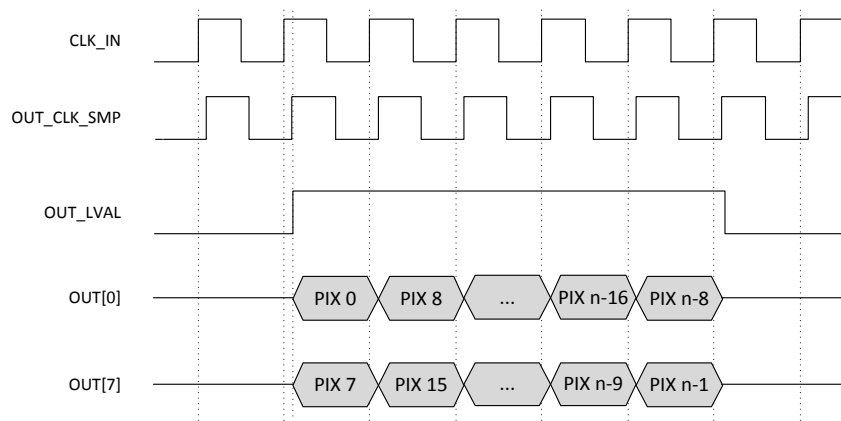 CLK_IN
OUT_CLK_SMP
OUT_LVAL
OUT[0] PIX 0 PIX 8 ... PIX n-16 PIX n-8
OUT[7] PIX 7 PIX 15 ... PIX n-9 PIX n-1